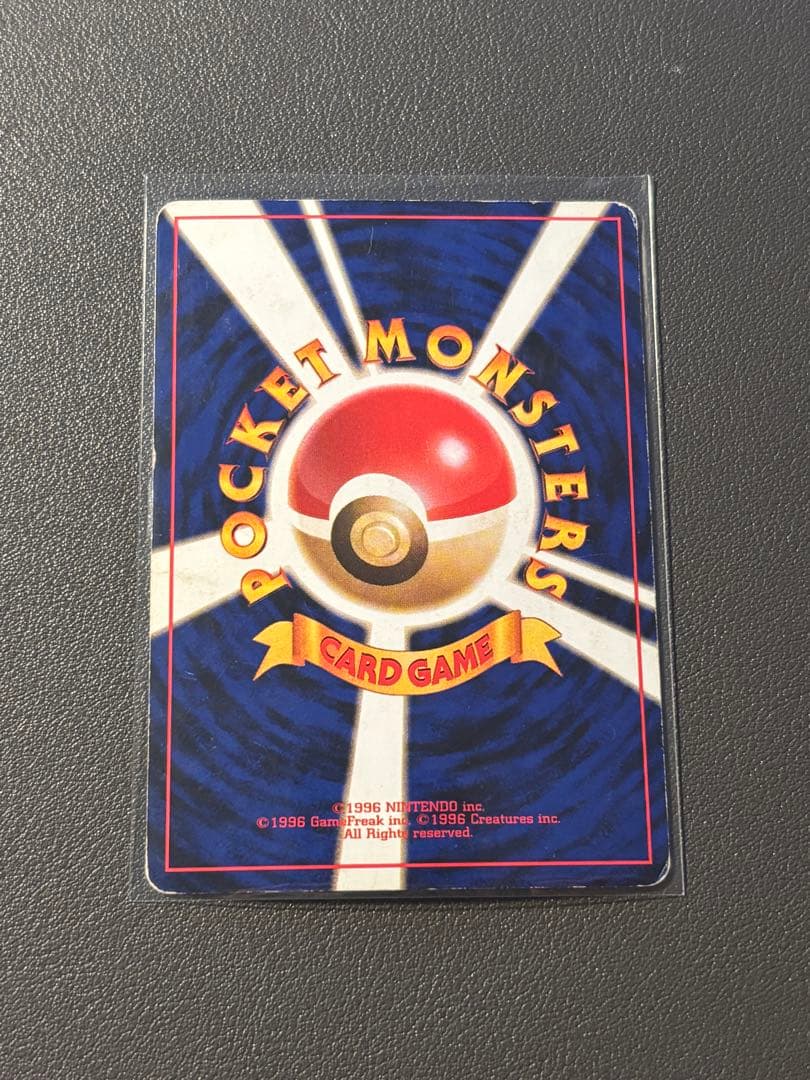 POCKET MONSTERS
CARD GAME
©1996 NINTENDO inc.
©1996 GameFreak inc. ©1996 Creatures inc.
All Rights reserved.